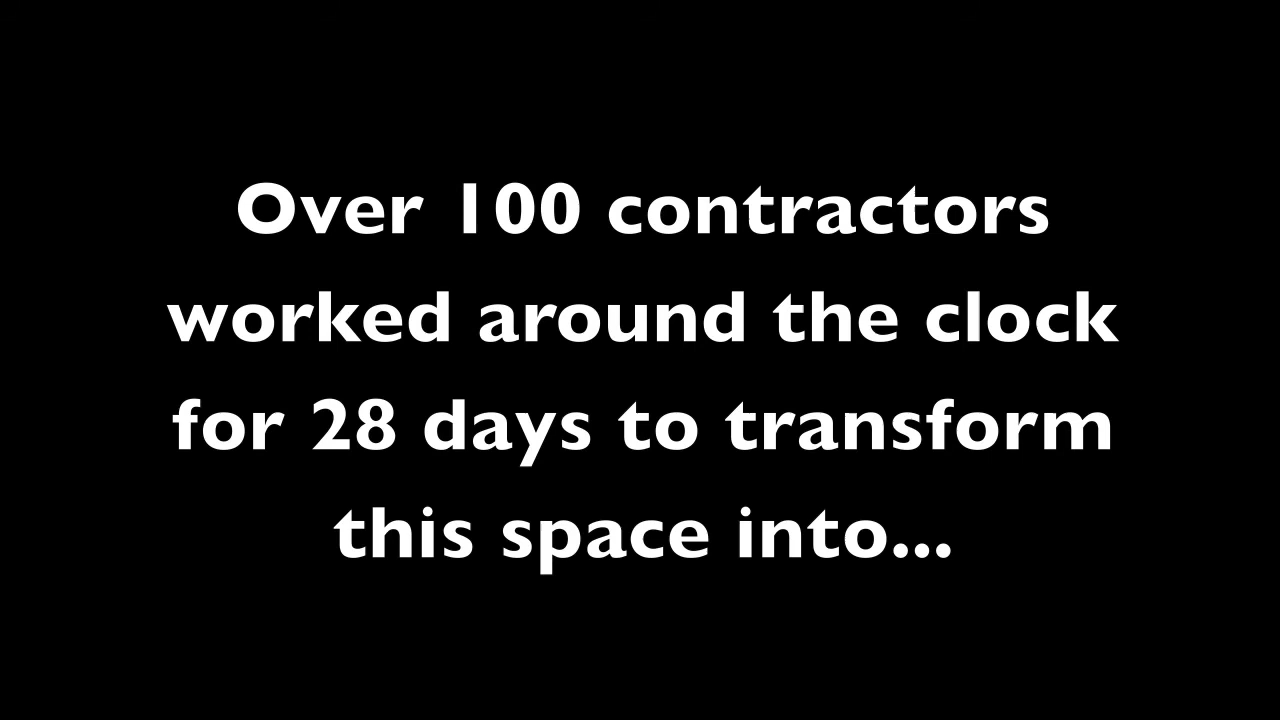 Over 100 contractors
worked around the clock
for 28 days to transform
this space into...